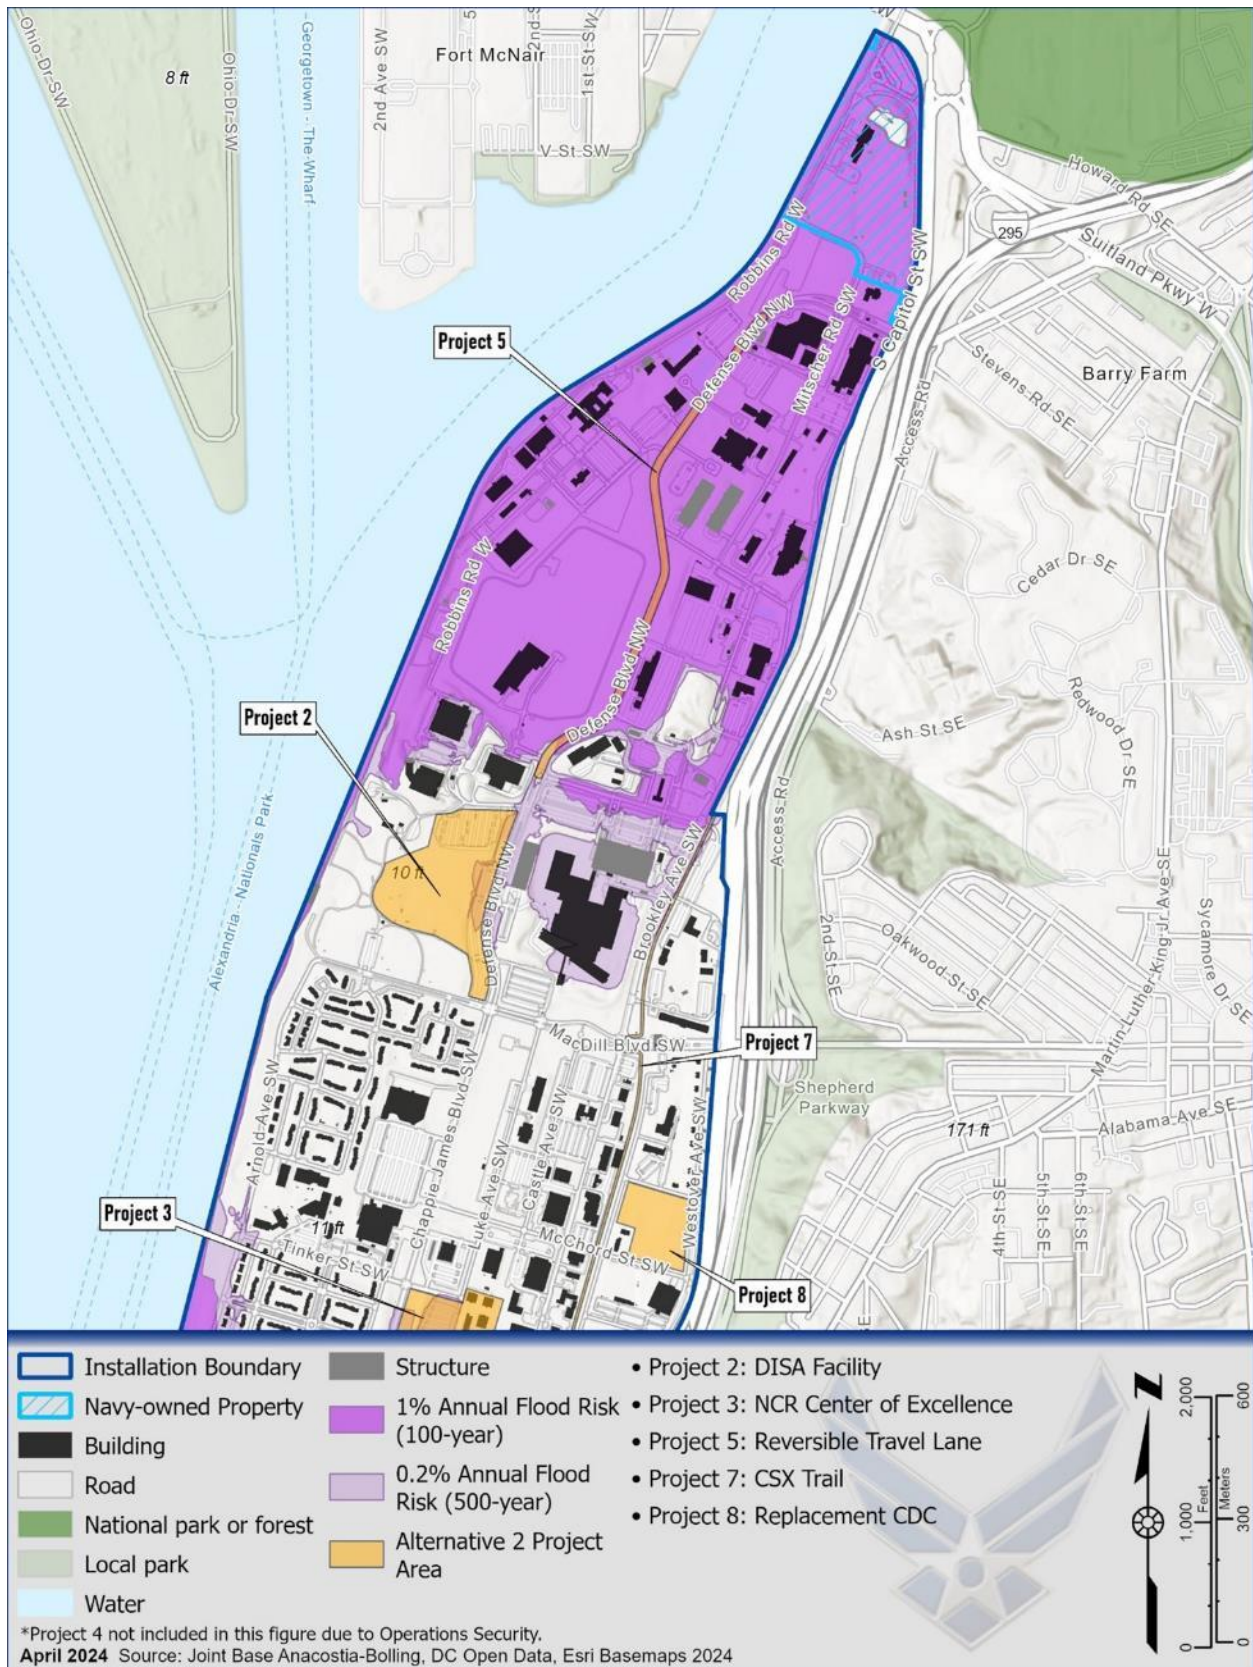 Ohio Dr SW
8 ft
Ohio Dr SW
Georgetown - The Wharf
2nd Ave SW
Fort McNair
1st St SW
V St SW
Howard Rd SE
295
Suitland Pkwy W
Robbins Rd W
S Capitol St SW
Project 5
Defense Blvd NW
Mitscher Rd SW
Stevens Rd SE
Barry Farm
Access Rd
Robbins Rd W
Cedar Dr SE
Defense Blvd NW
Redwood Dr SE
Ash St SE
Project 2
Alexandria - Nationals Park
Access Rd
10 ft
Defense Blvd NW
Brookley Ave SW
2nd St SE
Oakwood St SE
Martin Luther King Jr Ave SE
Sycamore Dr SE
MacDill Blvd SW
Project 7
Shepherd
Parkway
171 ft
Alabama Ave SE
Arnold Ave SW
Chappie James Blvd SW
Luke Ave SW
Castle Ave SW
Westover Ave SW
4th St SE
5th St SE
6th St SE
Project 3
11 ft
Tinker St SW
McChord St SW
Project 8
Installation Boundary
Navy-owned Property
Building
Road
National park or forest
Local park
Water
Structure
1% Annual Flood Risk
(100-year)
0.2% Annual Flood
Risk (500-year)
Alternative 2 Project
Area
• Project 2: DISA Facility
• Project 3: NCR Center of Excellence
• Project 5: Reversible Travel Lane
• Project 7: CSX Trail
• Project 8: Replacement CDC
Z
2,000
1,000
0
Feet
600
300
0
Meters
*Project 4 not included in this figure due to Operations Security.
April 2024 Source: Joint Base Anacostia-Bolling, DC Open Data, Esri Basemaps 2024